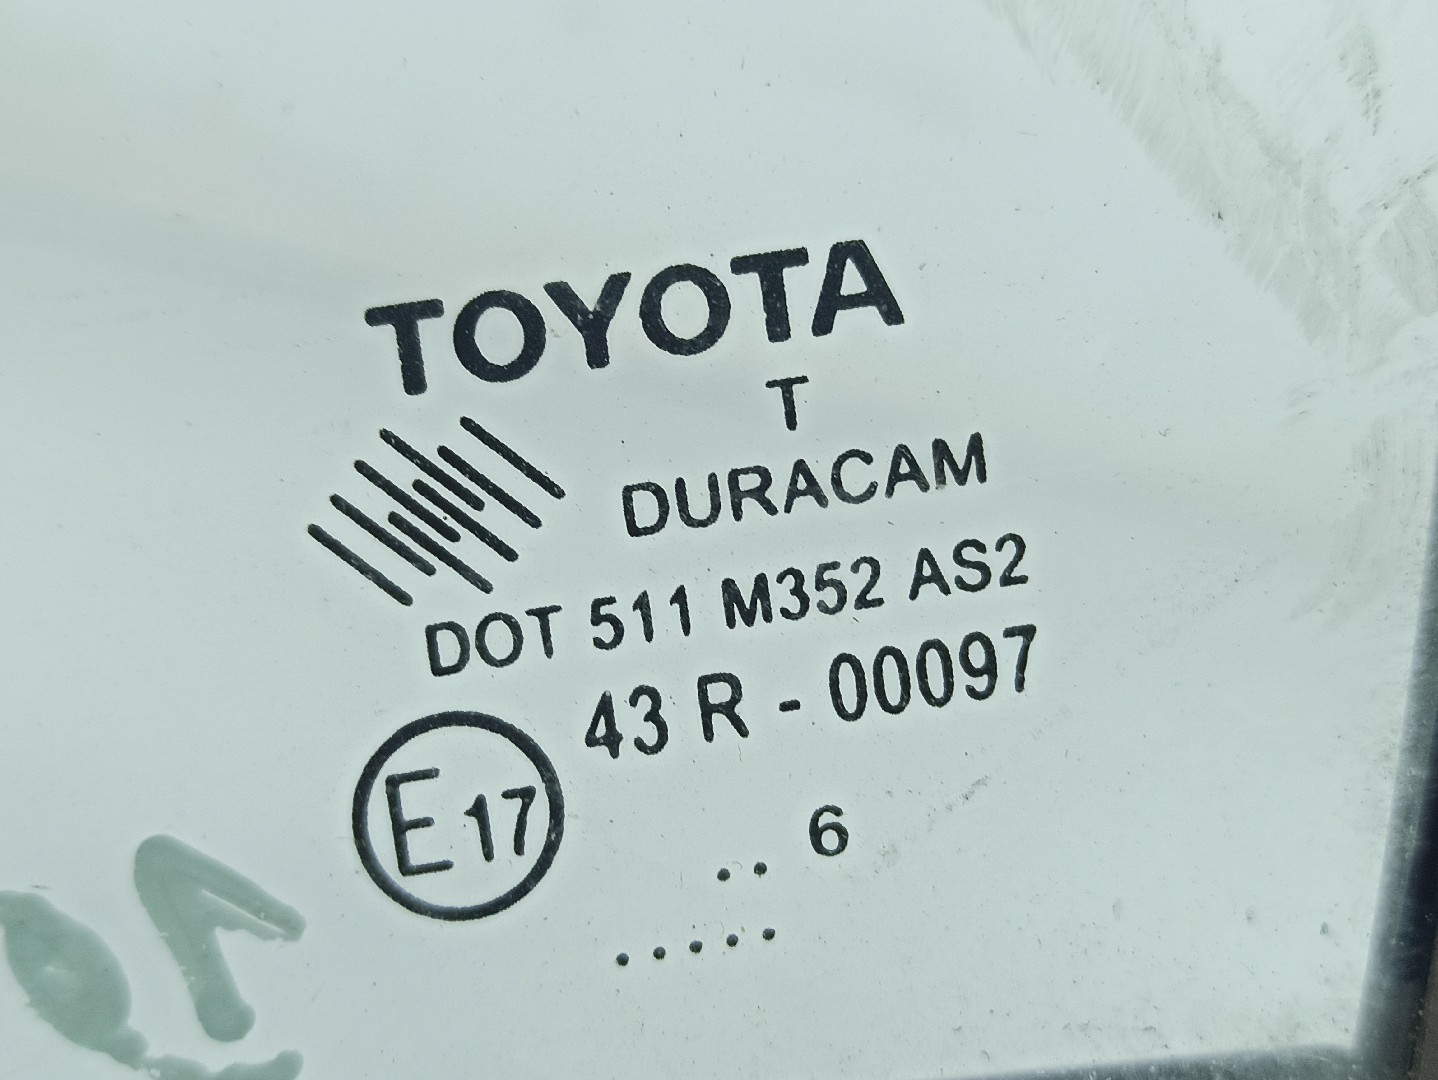 TOYOTA
T
DURACAM
DOT 511 M352 AS2
43 R - 00097
E 17
.. 6
.....